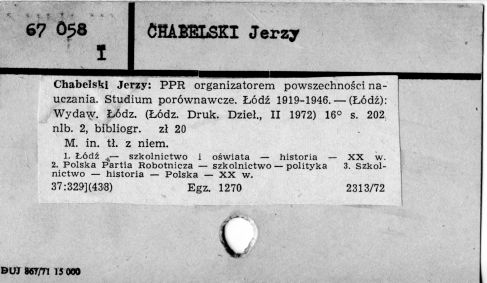 67 058
I
CHABELSKI Jerzy
Chabelski Jerzy: PPR organizatorem powszechności na-
uczania. Studium porównawcze. Łódź 1919-1946. — (Łódź):
Wydaw. Łódz. (Łódz. Druk. Dzieł., II 1972) 16° s. 202
nlb. 2, bibliogr. zł 20
M. in. tł. z niem.
1. Łódź — szkolnictwo i oświata — historia — XX w.
2. Polska Partia Robotnicza — szkolnictwo — polityka 3. Szkol-
nictwo — historia — Polska — XX w.
37:329](438) Egz. 1270 2313/72
DUJ 867/71 15 000